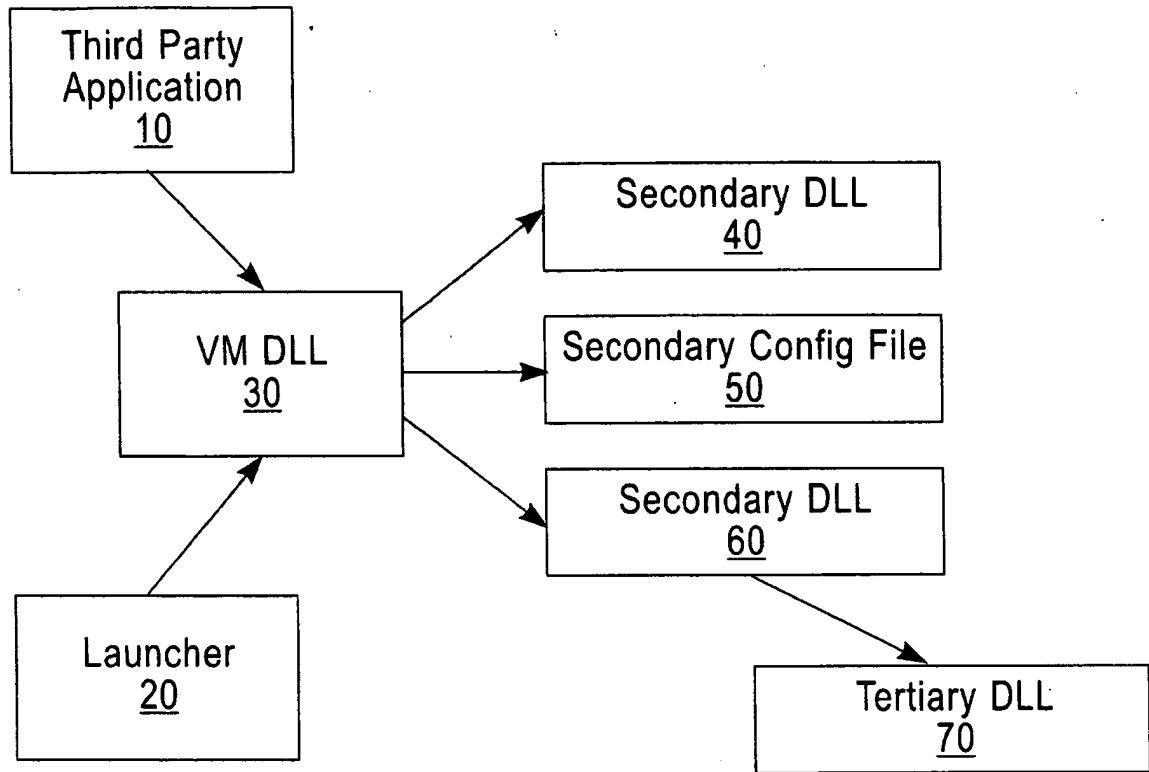 Third Party
Application
10
Secondary DLL
40
VM DLL
30
Secondary Config File
50
Secondary DLL
60
Launcher
20
Tertiary DLL
70